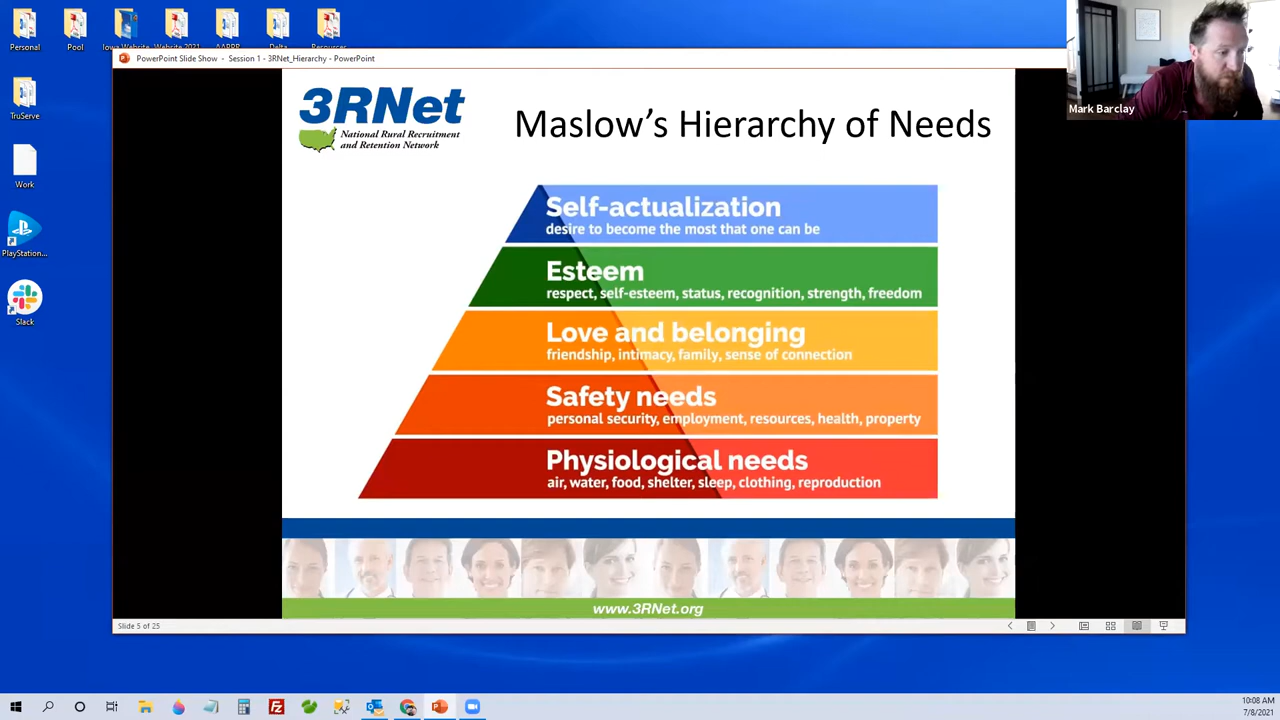 Personal
Pool
Iowa Website
Website 2021
AAPPR
Delta
Resources
TruServe
Work
PlayStation...
Slack
PowerPoint Slide Show - Session 1 - 3RNet_Hierarchy - PowerPoint
Mark Barclay
3RNet
National Rural Recruitment
and Retention Network
Maslow's Hierarchy of Needs
Self-actualization
desire to become the most that one can be
Esteem
respect, self-esteem, status, recognition, strength, freedom
Love and belonging
friendship, intimacy, family, sense of connection
Safety needs
personal security, employment, resources, health, property
Physiological needs
air, water, food, shelter, sleep, clothing, reproduction
www.3RNet.org
Slide 5 of 25
10:08 AM
7/8/2021